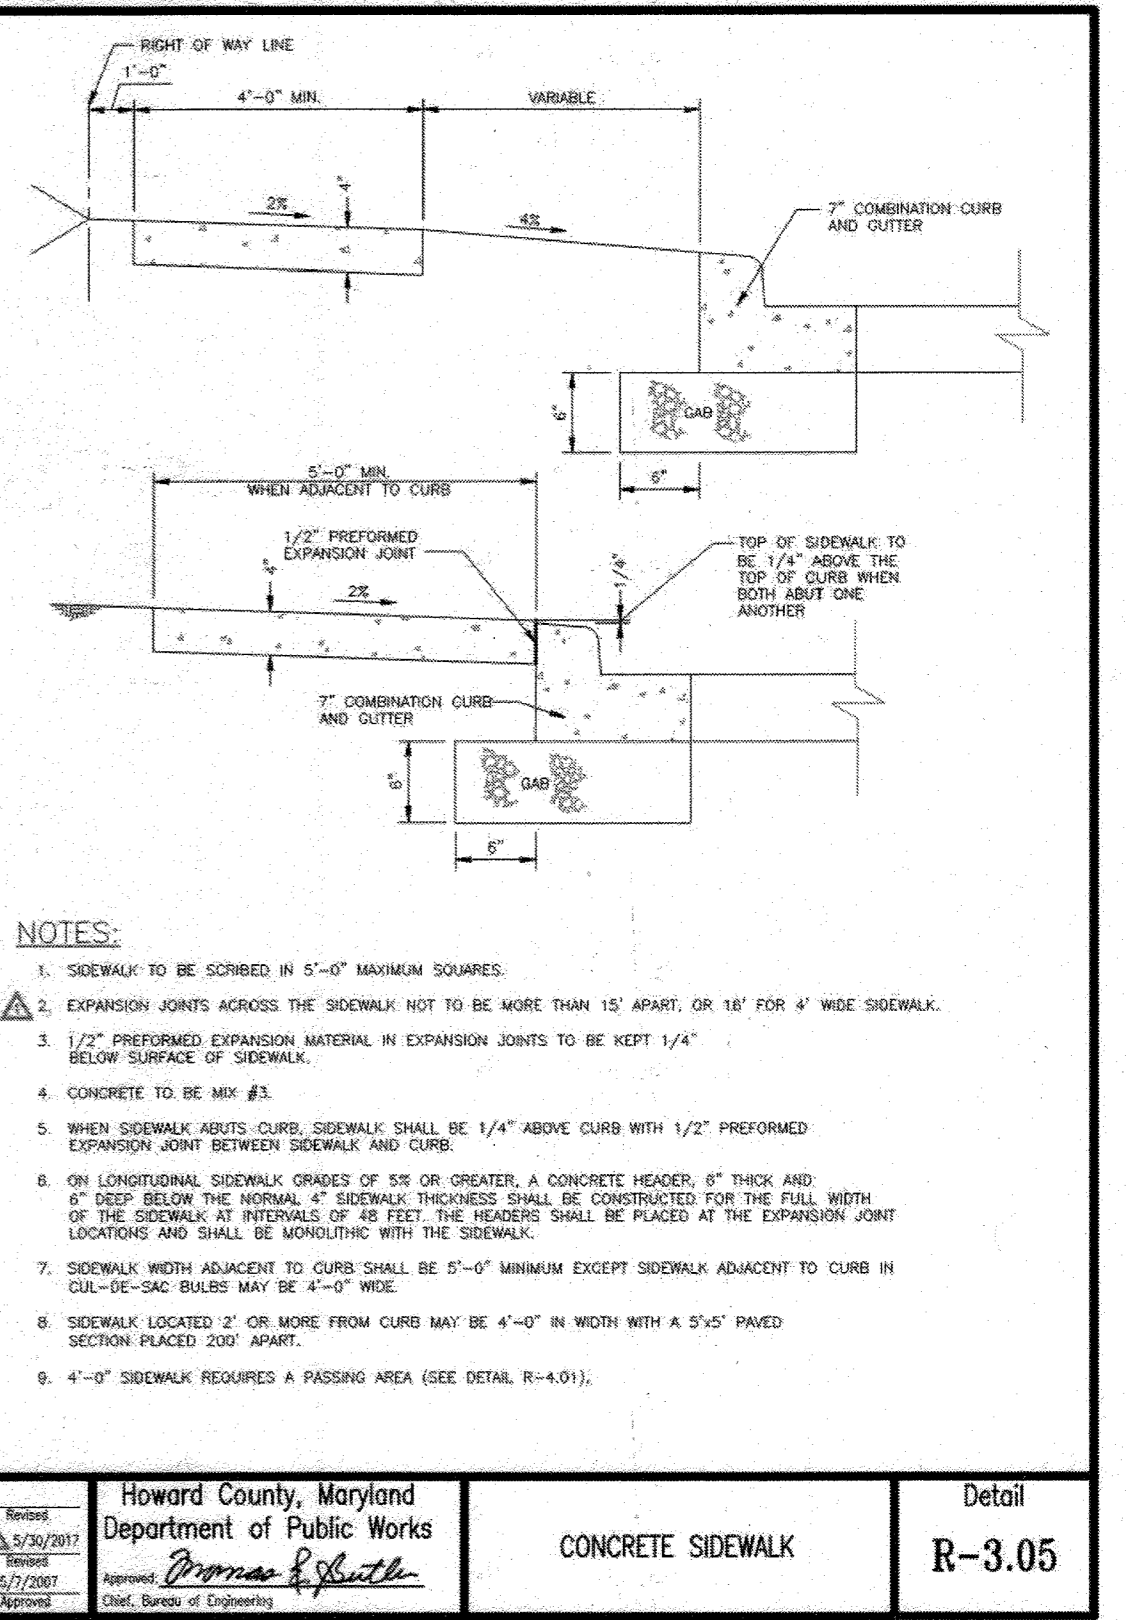 RIGHT OF WAY LINE
1'-0"
4'-0" MIN.
VARIABLE
2%
4"
4%
7" COMBINATION CURB
AND GUTTER
6"
GAB
6"
5'-0" MIN.
WHEN ADJACENT TO CURB
1/2" PREFORMED
EXPANSION JOINT
4"
2%
1/4"
TOP OF SIDEWALK TO
BE 1/4" ABOVE THE
TOP OF CURB WHEN
BOTH ABUT ONE
ANOTHER
7" COMBINATION CURB
AND GUTTER
6"
GAB
6"
NOTES:
1. SIDEWALK TO BE SCRIBED IN 5'-0" MAXIMUM SQUARES.
1 2. EXPANSION JOINTS ACROSS THE SIDEWALK NOT TO BE MORE THAN 15' APART, OR 16' FOR 4' WIDE SIDEWALK.
3. 1/2" PREFORMED EXPANSION MATERIAL IN EXPANSION JOINTS TO BE KEPT 1/4"
BELOW SURFACE OF SIDEWALK.
4. CONCRETE TO BE MIX #3.
5. WHEN SIDEWALK ABUTS CURB, SIDEWALK SHALL BE 1/4" ABOVE CURB WITH 1/2" PREFORMED
EXPANSION JOINT BETWEEN SIDEWALK AND CURB.
6. ON LONGITUDINAL SIDEWALK GRADES OF 5% OR GREATER, A CONCRETE HEADER, 6" THICK AND
6" DEEP BELOW THE NORMAL 4" SIDEWALK THICKNESS SHALL BE CONSTRUCTED FOR THE FULL WIDTH
OF THE SIDEWALK AT INTERVALS OF 48 FEET. THE HEADERS SHALL BE PLACED AT THE EXPANSION JOINT
LOCATIONS AND SHALL BE MONOLITHIC WITH THE SIDEWALK.
7. SIDEWALK WIDTH ADJACENT TO CURB SHALL BE 5'-0" MINIMUM EXCEPT SIDEWALK ADJACENT TO CURB IN
CUL-DE-SAC BULBS MAY BE 4'-0" WIDE.
8. SIDEWALK LOCATED 2' OR MORE FROM CURB MAY BE 4'-0" IN WIDTH WITH A 5'x5' PAVED
SECTION PLACED 200' APART.
9. 4'-0" SIDEWALK REQUIRES A PASSING AREA (SEE DETAIL R-4.01).
Revised
5/30/2017
Revised
5/7/2007
Approved
Howard County, Maryland
Department of Public Works
Approved: Thomas E. Butler
Chief, Bureau of Engineering
CONCRETE SIDEWALK
Detail
R-3.05